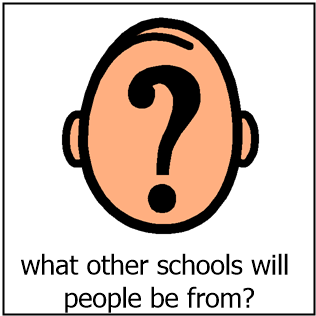 ?
what other schools will
people be from?